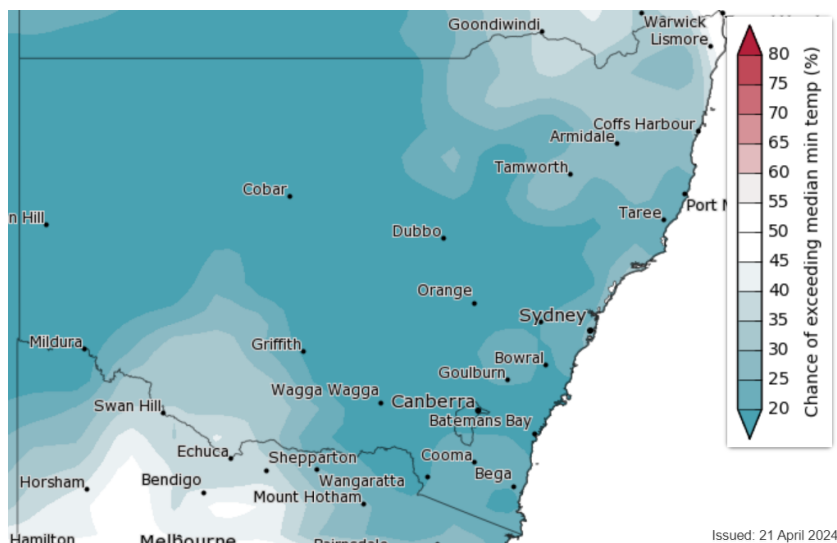 Goondiwindi
Warwick
Lismore
Coffs Harbour
Armidale
Tamworth
Cobar
Port M
Taree
n Hill
Dubbo
Orange
Sydney
Mildura
Griffith
Bowral
Goulburn
Wagga Wagga
Canberra
Swan Hill
Batemans Bay
Echuca
Shepparton
Cooma
Bega
Horsham
Bendigo
Wangaratta
Mount Hotham
Hamilton
Melbourne
Bairnsdale
80
75
70
65
60
55
50
45
40
35
30
25
20
Chance of exceeding median min temp (%)
Issued: 21 April 2024